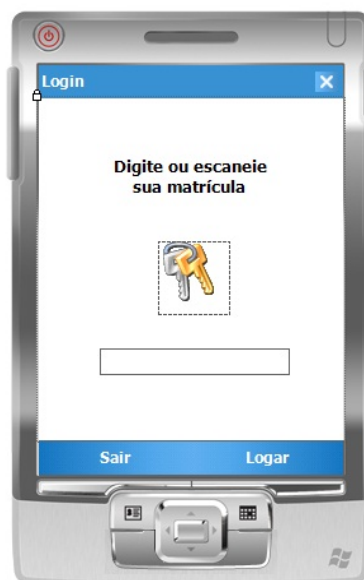 Login
Digite ou escaneie
sua matrícula
Sair
Logar